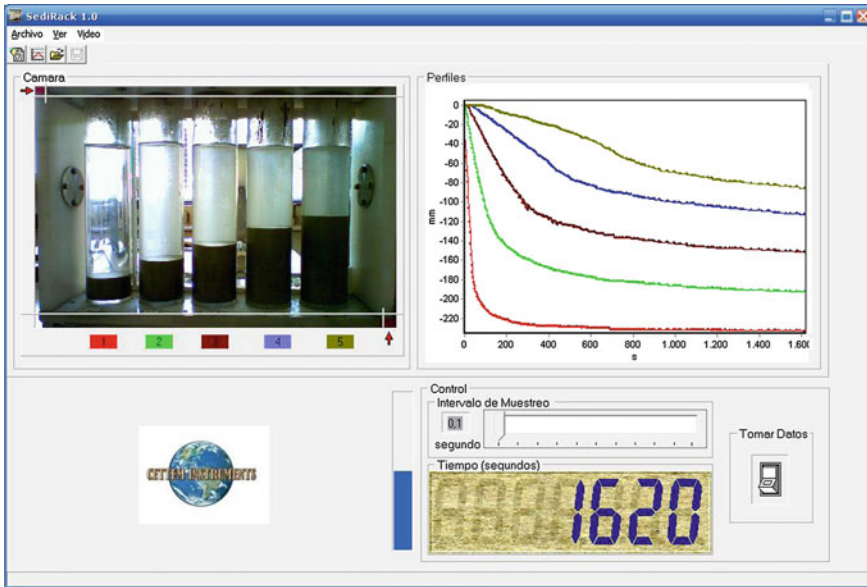 SediRack 1.0
Archivo Ver Video
Camara
1 2 3 4 5
Perfiles
mm
0
-20
-40
-60
-80
-100
-120
-140
-160
-180
-200
-220
0 200 400 600 800 1.000 1.200 1.400 1.600
s
CETTEM INSTRUMENTS
Control
Intervalo de Muestreo
0,1
segundo
Tiempo (segundos)
1620
Tomar Datos